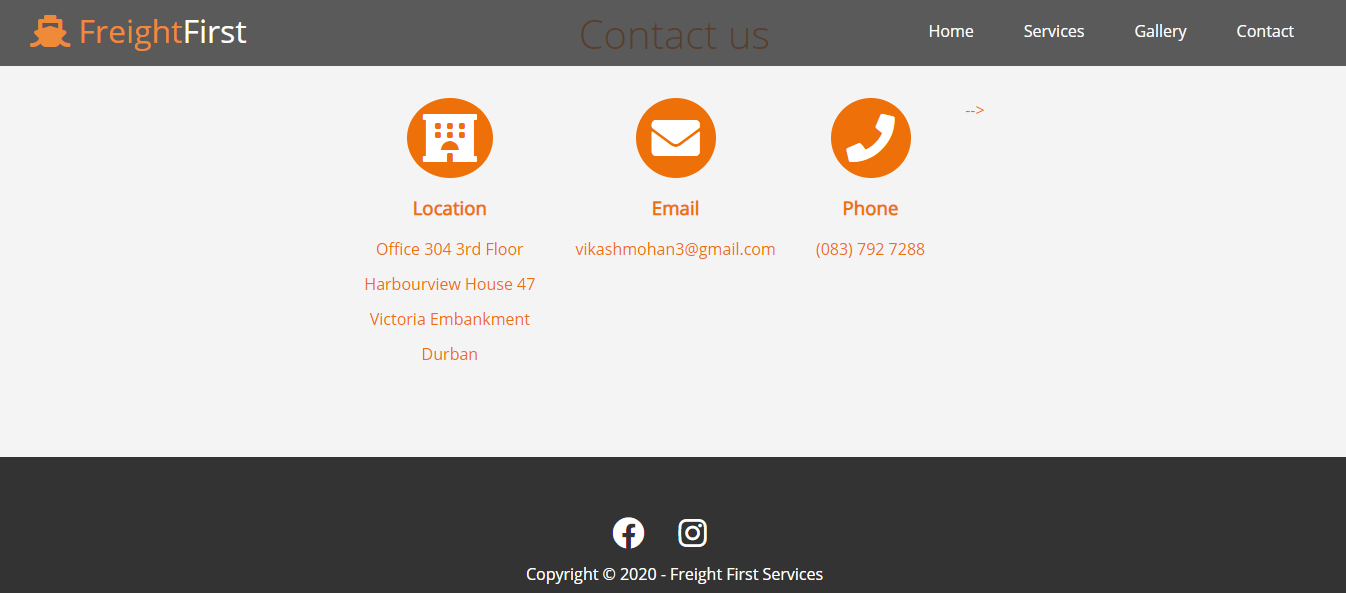 FreightFirst
Contact us
Home
Services
Gallery
Contact
-->
Location
Office 304 3rd Floor
Harbourview House 47
Victoria Embankment
Durban
Email
vikashmohan3@gmail.com
Phone
(083) 792 7288
Copyright © 2020 - Freight First Services